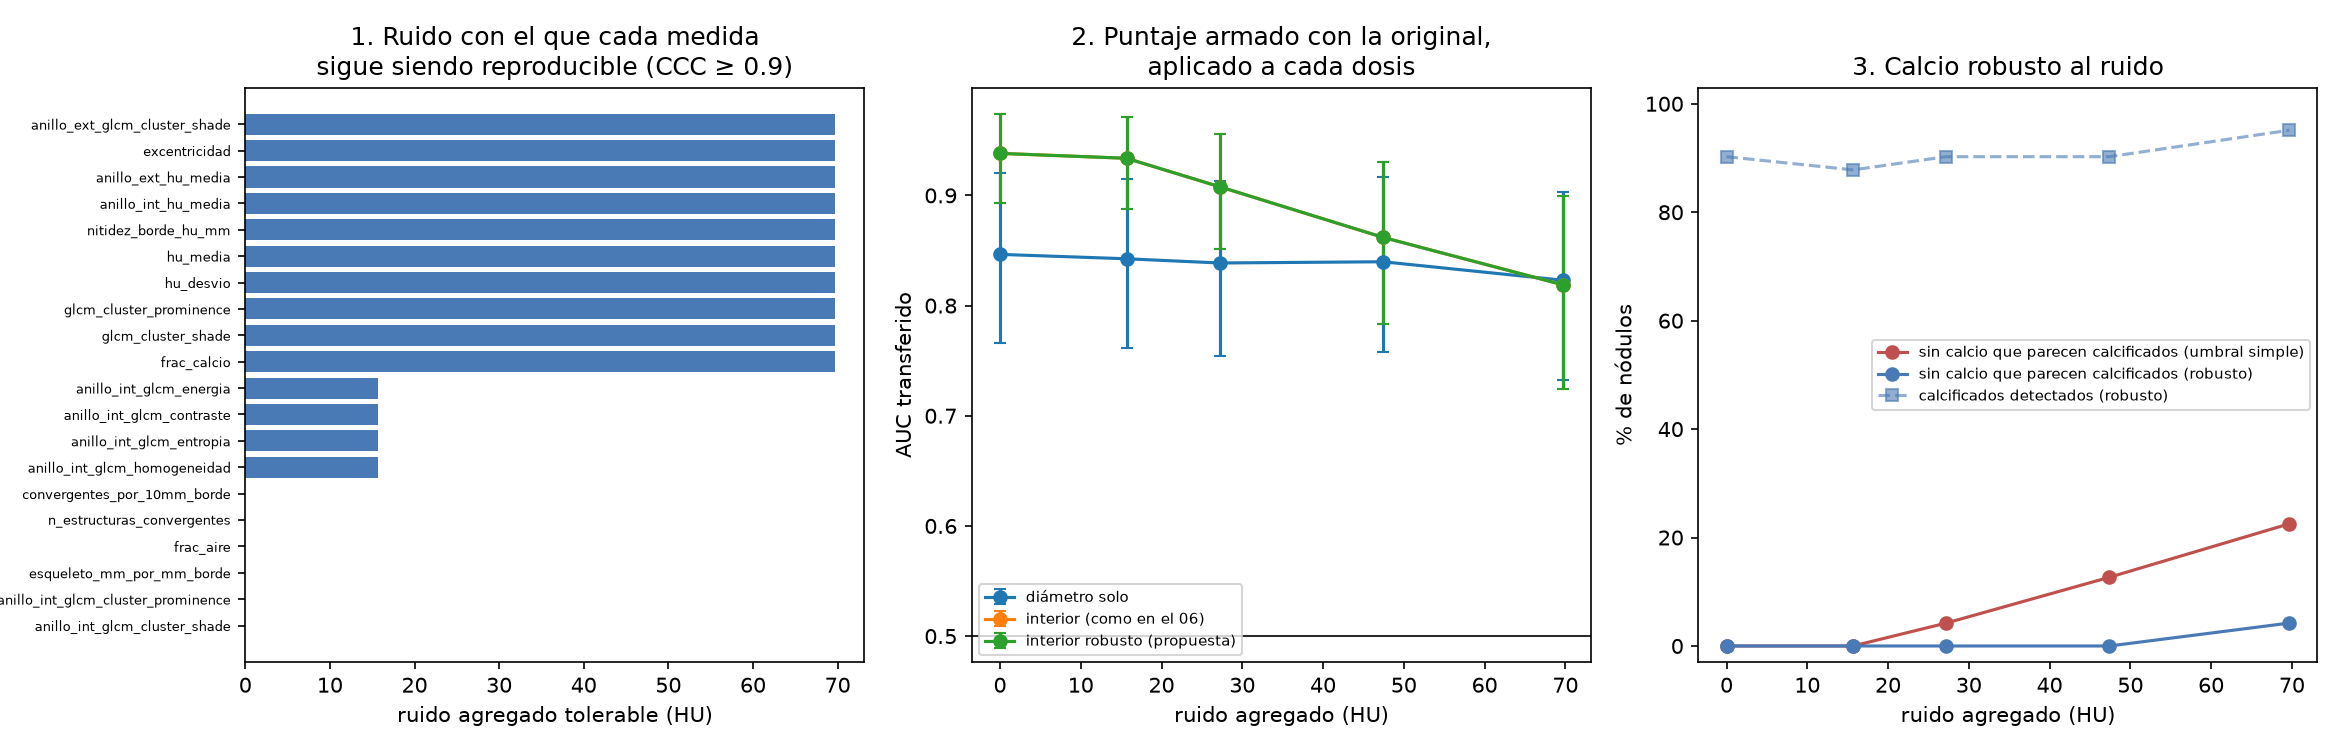 1. Ruido con el que cada medida
sigue siendo reproducible (CCC ≥ 0.9)
anillo_ext_glcm_cluster_shade
excentricidad
anillo_ext_hu_media
anillo_int_hu_media
nitidez_borde_hu_mm
hu_media
hu_desvio
glcm_cluster_prominence
glcm_cluster_shade
frac_calcio
anillo_int_glcm_energia
anillo_int_glcm_contraste
anillo_int_glcm_entropia
anillo_int_glcm_homogeneidad
convergentes_por_10mm_borde
n_estructuras_convergentes
frac_aire
esqueleto_mm_por_mm_borde
anillo_int_glcm_cluster_prominence
anillo_int_glcm_cluster_shade
0 10 20 30 40 50 60 70
ruido agregado tolerable (HU)
2. Puntaje armado con la original,
aplicado a cada dosis
AUC transferido
0.9
0.8
0.7
0.6
0.5
diámetro solo
interior (como en el 06)
interior robusto (propuesta)
0 10 20 30 40 50 60 70
ruido agregado (HU)
3. Calcio robusto al ruido
% de nódulos
100
80
60
40
20
0
sin calcio que parecen calcificados (umbral simple)
sin calcio que parecen calcificados (robusto)
calcificados detectados (robusto)
0 10 20 30 40 50 60 70
ruido agregado (HU)